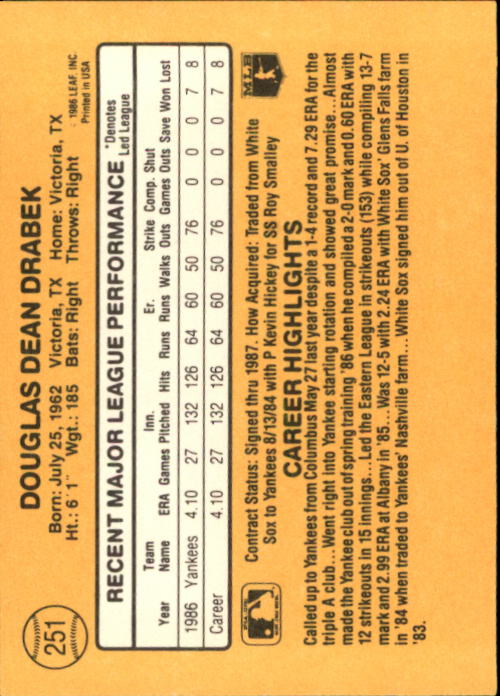 251
DOUGLAS DEAN DRABEK
Born: July 25, 1962 Victoria, TX Home: Victoria, TX
Ht.: 6'1" Wgt.: 185 Bats: Right Throws: Right
© 1986 LEAF, INC.
Printed in USA
RECENT MAJOR LEAGUE PERFORMANCE
*Denotes
Led League
Team Inn. Er. Strike Comp. Shut
Year Name ERA Games Pitched Hits Runs Runs Walks Outs Games Outs Save Won Lost
1986 Yankees 4.10 27 132 126 64 60 50 76 0 0 0 7 8
Career 4.10 27 132 126 64 60 50 76 0 0 0 7 8
Contract Status: Signed thru 1987. How Acquired: Traded from White
Sox to Yankees 8/13/84 with P Kevin Hickey for SS Roy Smalley
MLB
CAREER HIGHLIGHTS
Called up to Yankees from Columbus May 27 last year despite a 1-4 record and 7.29 ERA for the
triple A club...Went right into Yankee starting rotation and showed great promise...Almost
made the Yankee club out of spring training '86 when he compiled a 2-0 mark and 0.60 ERA with
12 strikeouts in 15 innings...Led the Eastern League in strikeouts (153) while compiling 13-7
mark and 2.99 ERA at Albany in '85...Was 12-5 with 2.24 ERA with White Sox' Glens Falls farm
in '84 when traded to Yankees' Nashville farm...White Sox signed him out of U. of Houston in
'83.